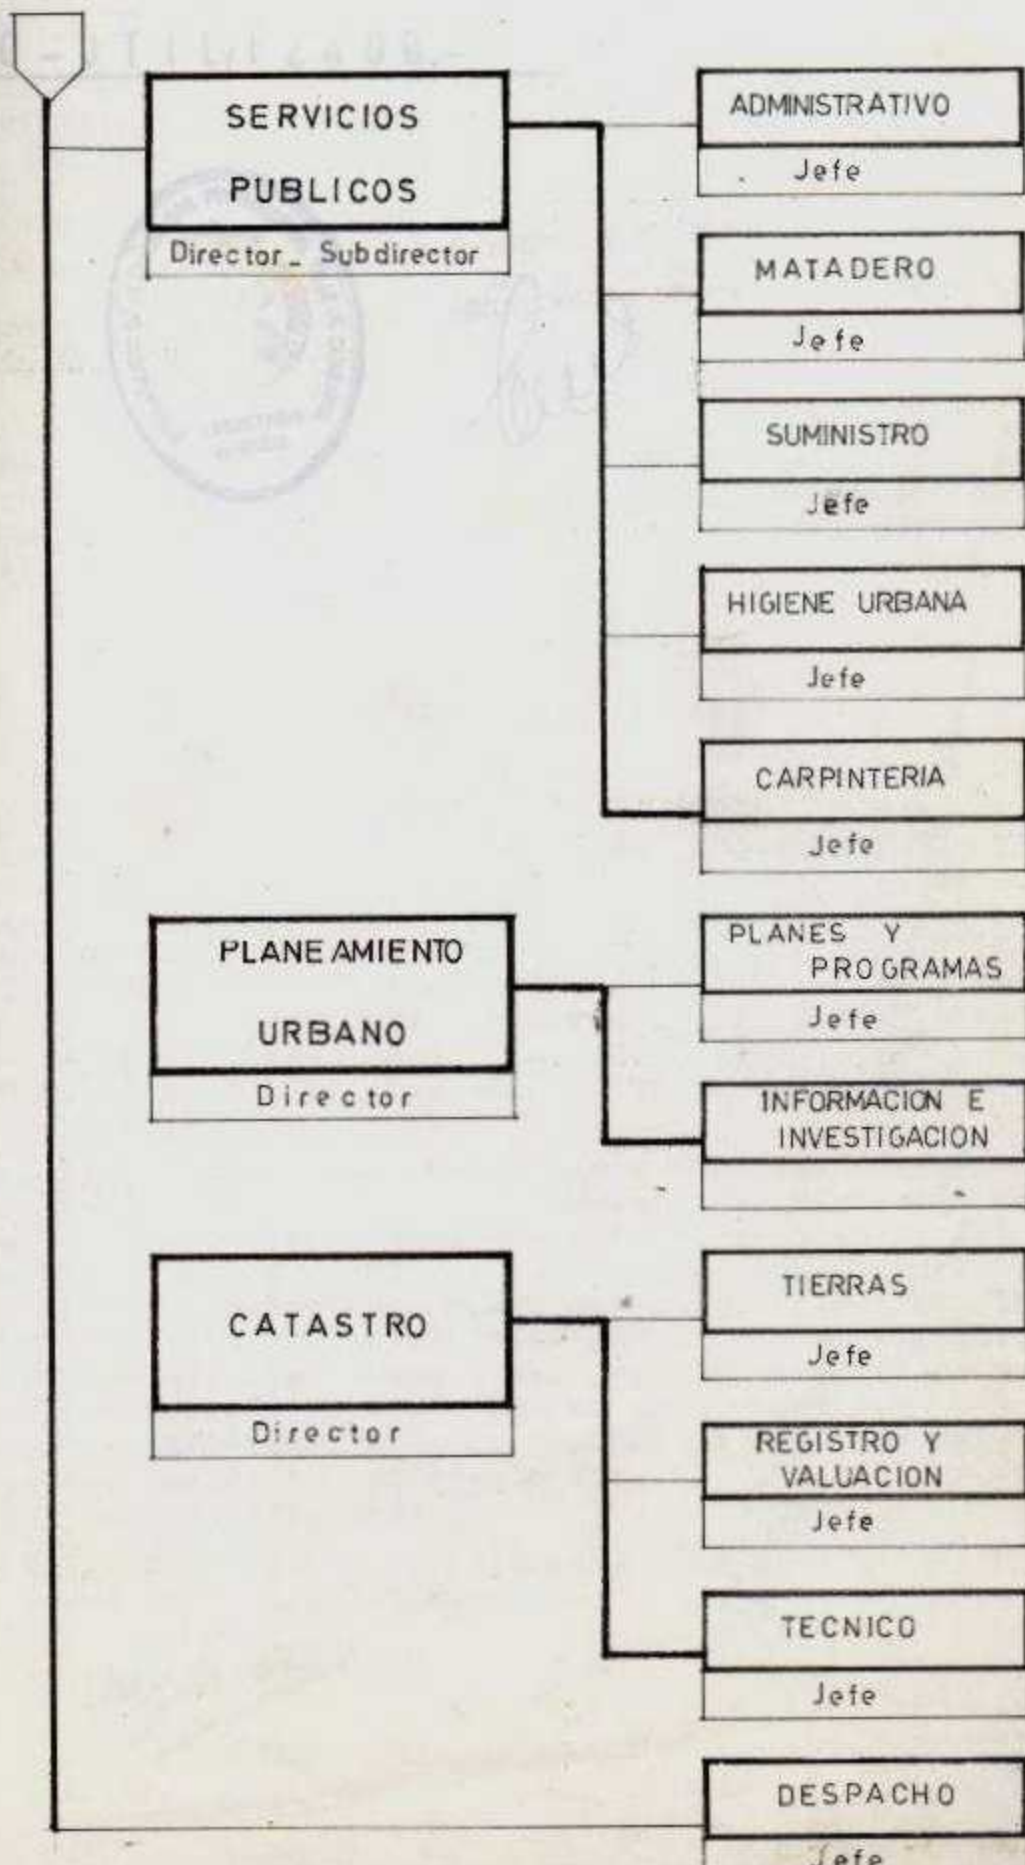 SERVICIOS
PUBLICOS
Director_ Subdirector
ADMINISTRATIVO
Jefe
MATADERO
Jefe
SUMINISTRO
Jefe
HIGIENE URBANA
Jefe
CARPINTERIA
Jefe
PLANEAMIENTO
URBANO
Director
PLANES Y
PROGRAMAS
Jefe
INFORMACION E
INVESTIGACION
CATASTRO
Director
TIERRAS
Jefe
REGISTRO Y
VALUACION
Jefe
TECNICO
Jefe
DESPACHO
Jefe